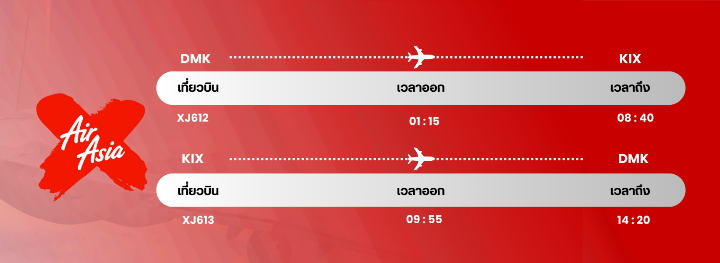 DMK KIX
เที่ยวบิน เวลาออก เวลาถึง
XJ612 01 : 15 08 : 40
Air
Asia
KIX DMK
เที่ยวบิน เวลาออก เวลาถึง
XJ613 09 : 55 14 : 20